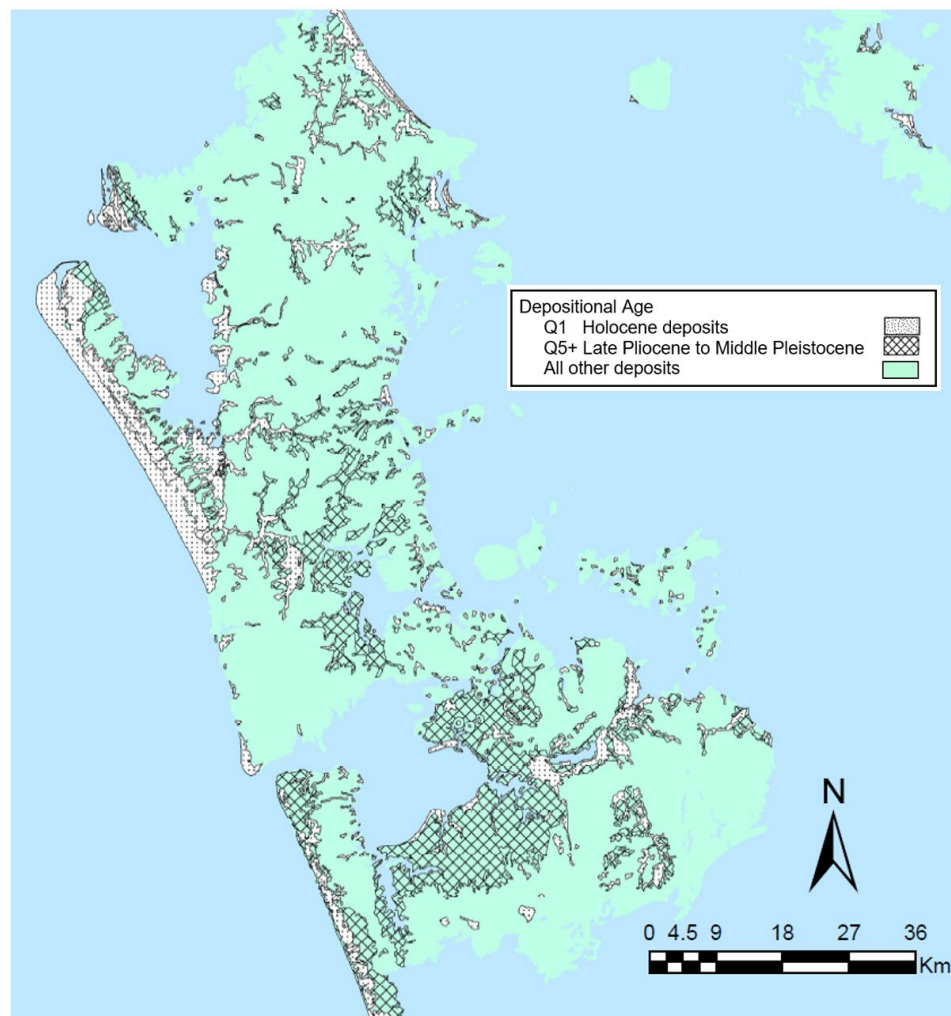 Depositional Age
Q1 Holocene deposits
Q5+ Late Pliocene to Middle Pleistocene
All other deposits
N
0 4.5 9 18 27 36
Km